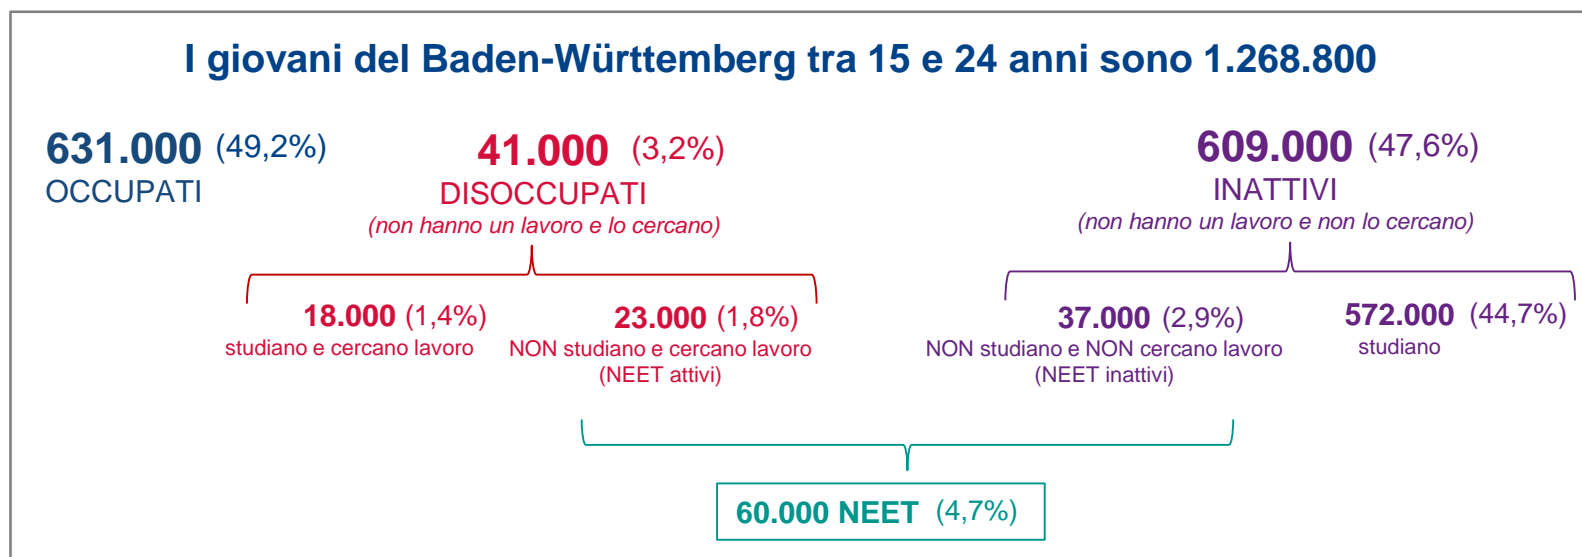 I giovani del Baden-Württemberg tra 15 e 24 anni sono 1.268.800
631.000 (49,2%)
OCCUPATI
41.000 (3,2%)
DISOCCUPATI
(non hanno un lavoro e lo cercano)
609.000 (47,6%)
INATTIVI
(non hanno un lavoro e non lo cercano)
18.000 (1,4%)
studiano e cercano lavoro
23.000 (1,8%)
NON studiano e cercano lavoro
(NEET attivi)
37.000 (2,9%)
NON studiano e NON cercano lavoro
(NEET inattivi)
572.000 (44,7%)
studiano
60.000 NEET (4,7%)